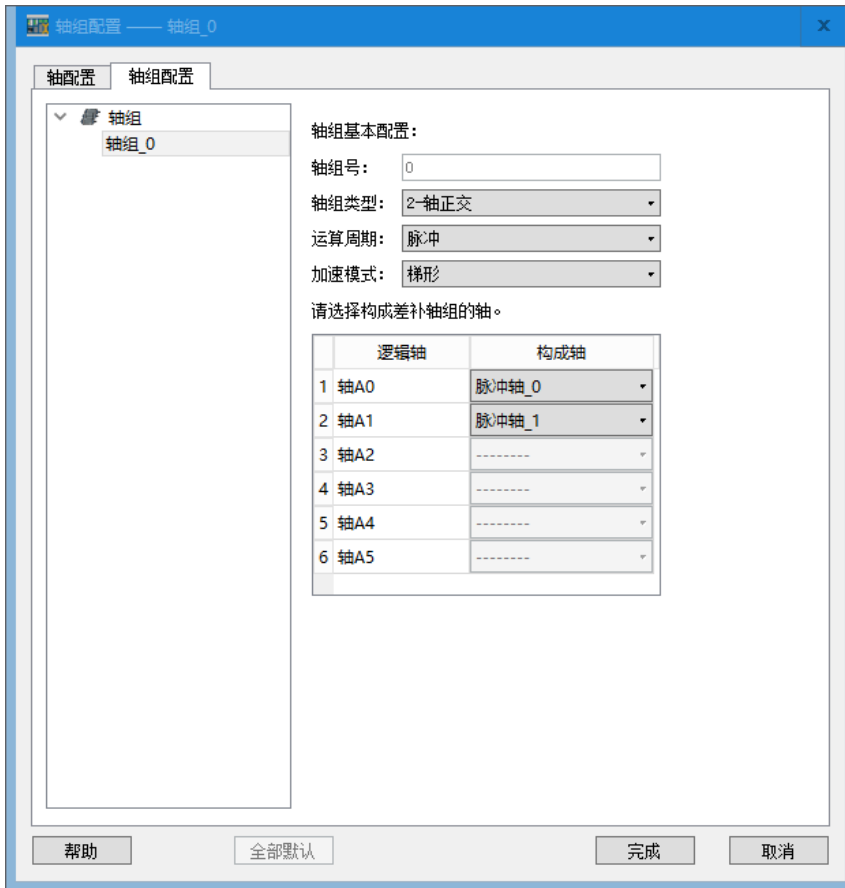 轴组配置 —— 轴组_0
轴配置 轴组配置
轴组
轴组_0
轴组基本配置：
轴组号： 0
轴组类型： 2-轴正交
运算周期： 脉冲
加速模式： 梯形
请选择构成差补轴组的轴。
逻辑轴 构成轴
1 轴A0 脉冲轴_0
2 轴A1 脉冲轴_1
3 轴A2 --------
4 轴A3 --------
5 轴A4 --------
6 轴A5 --------
帮助 全部默认 完成 取消